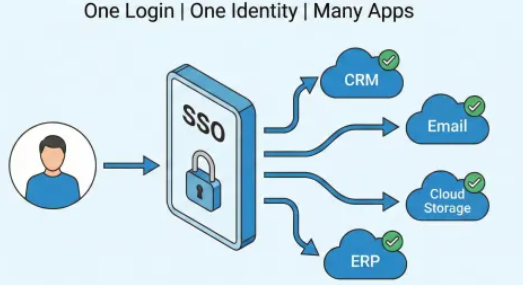 One Login | One Identity | Many Apps
SSO
CRM
Email
Cloud
Storage
ERP